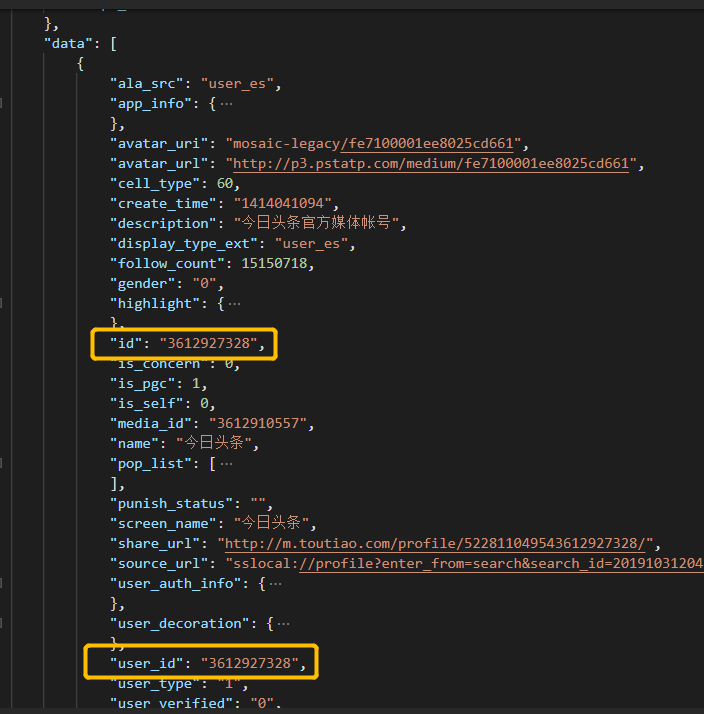 },
"data": [
{
"ala_src": "user_es",
"app_info": { ...
},
"avatar_uri": "mosaic-legacy/fe7100001ee8025cd661",
"avatar_url": "http://p3.pstatp.com/medium/fe7100001ee8025cd661",
"cell_type": 60,
"create_time": "1414041094",
"description": "今日头条官方媒体帐号",
"display_type_ext": "user_es",
"follow_count": 15150718,
"gender": "0",
"highlight": { ...
},
"id": "3612927328",
"is_concern": 0,
"is_pgc": 1,
"is_self": 0,
"media_id": "3612910557",
"name": "今日头条",
"pop_list": [ ...
],
"punish_status": "",
"screen_name": "今日头条",
"share_url": "http://m.toutiao.com/profile/522811049543612927328/",
"source_url": "sslocal://profile?enter_from=search&search_id=20191031204
"user_auth_info": { ...
},
"user_decoration": { ...
},
"user_id": "3612927328",
"user_type": "1",
"user_verified": "0",